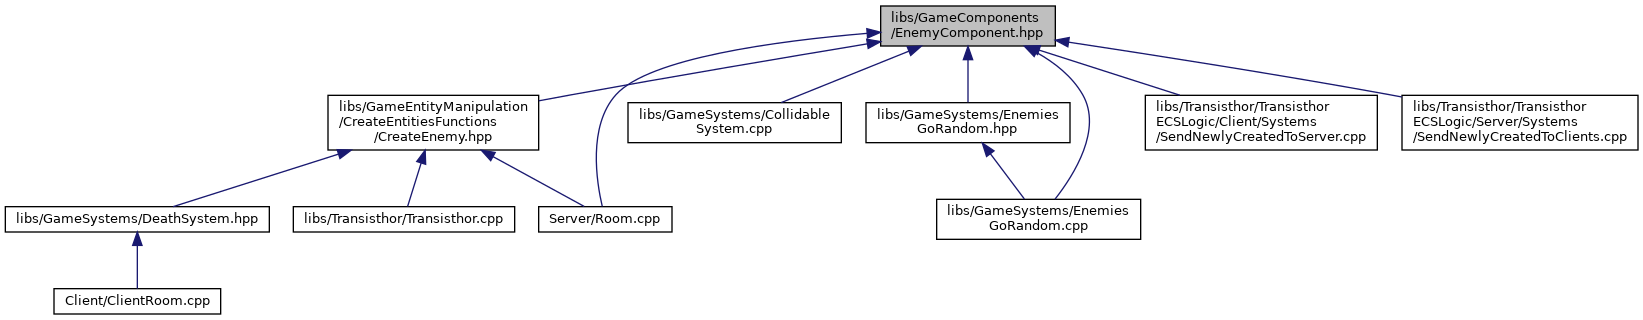 libs/GameComponents
/EnemyComponent.hpp
libs/GameEntityManipulation
/CreateEntitiesFunctions
/CreateEnemy.hpp
libs/GameSystems/Collidable
System.cpp
libs/GameSystems/Enemies
GoRandom.hpp
libs/Transisthor/Transisthor
ECSLogic/Client/Systems
/SendNewlyCreatedToServer.cpp
libs/Transisthor/Transisthor
ECSLogic/Server/Systems
/SendNewlyCreatedToClients.cpp
libs/GameSystems/DeathSystem.hpp
libs/Transisthor/Transisthor.cpp
Server/Room.cpp
libs/GameSystems/Enemies
GoRandom.cpp
Client/ClientRoom.cpp